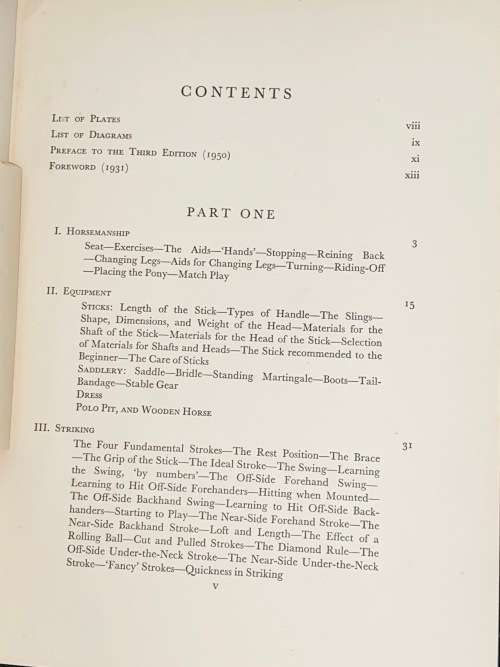 CONTENTS
List of Plates viii
List of Diagrams ix
Preface to the Third Edition (1950) xi
Foreword (1931) xiii
PART ONE
I. Horsemanship 3
Seat—Exercises—The Aids—‘Hands’—Stopping—Reining Back
—Changing Legs—Aids for Changing Legs—Turning—Riding-Off
—Placing the Pony—Match Play
II. Equipment 15
Sticks: Length of the Stick—Types of Handle—The Slings—
Shape, Dimensions, and Weight of the Head—Materials for the
Shaft of the Stick—Materials for the Head of the Stick—Selection
of Materials for Shafts and Heads—The Stick recommended to the
Beginner—The Care of Sticks
Saddlery: Saddle—Bridle—Standing Martingale—Boots—Tail-
Bandage—Stable Gear
Dress
Polo Pit, and Wooden Horse
III. Striking 31
The Four Fundamental Strokes—The Rest Position—The Brace
—The Grip of the Stick—The Ideal Stroke—The Swing—Learning
the Swing, ‘by numbers’—The Off-Side Forehand Swing—
Learning to Hit Off-Side Forehanders—Hitting when Mounted—
The Off-Side Backhand Swing—Learning to Hit Off-Side Back-
handers—Starting to Play—The Near-Side Forehand Stroke—The
Near-Side Backhand Stroke—Loft and Length—The Effect of a
Rolling Ball—Cut and Pulled Strokes—The Diamond Rule—The
Off-Side Under-the-Neck Stroke—The Near-Side Under-the-Neck
Stroke—‘Fancy’ Strokes—Quickness in Striking
v